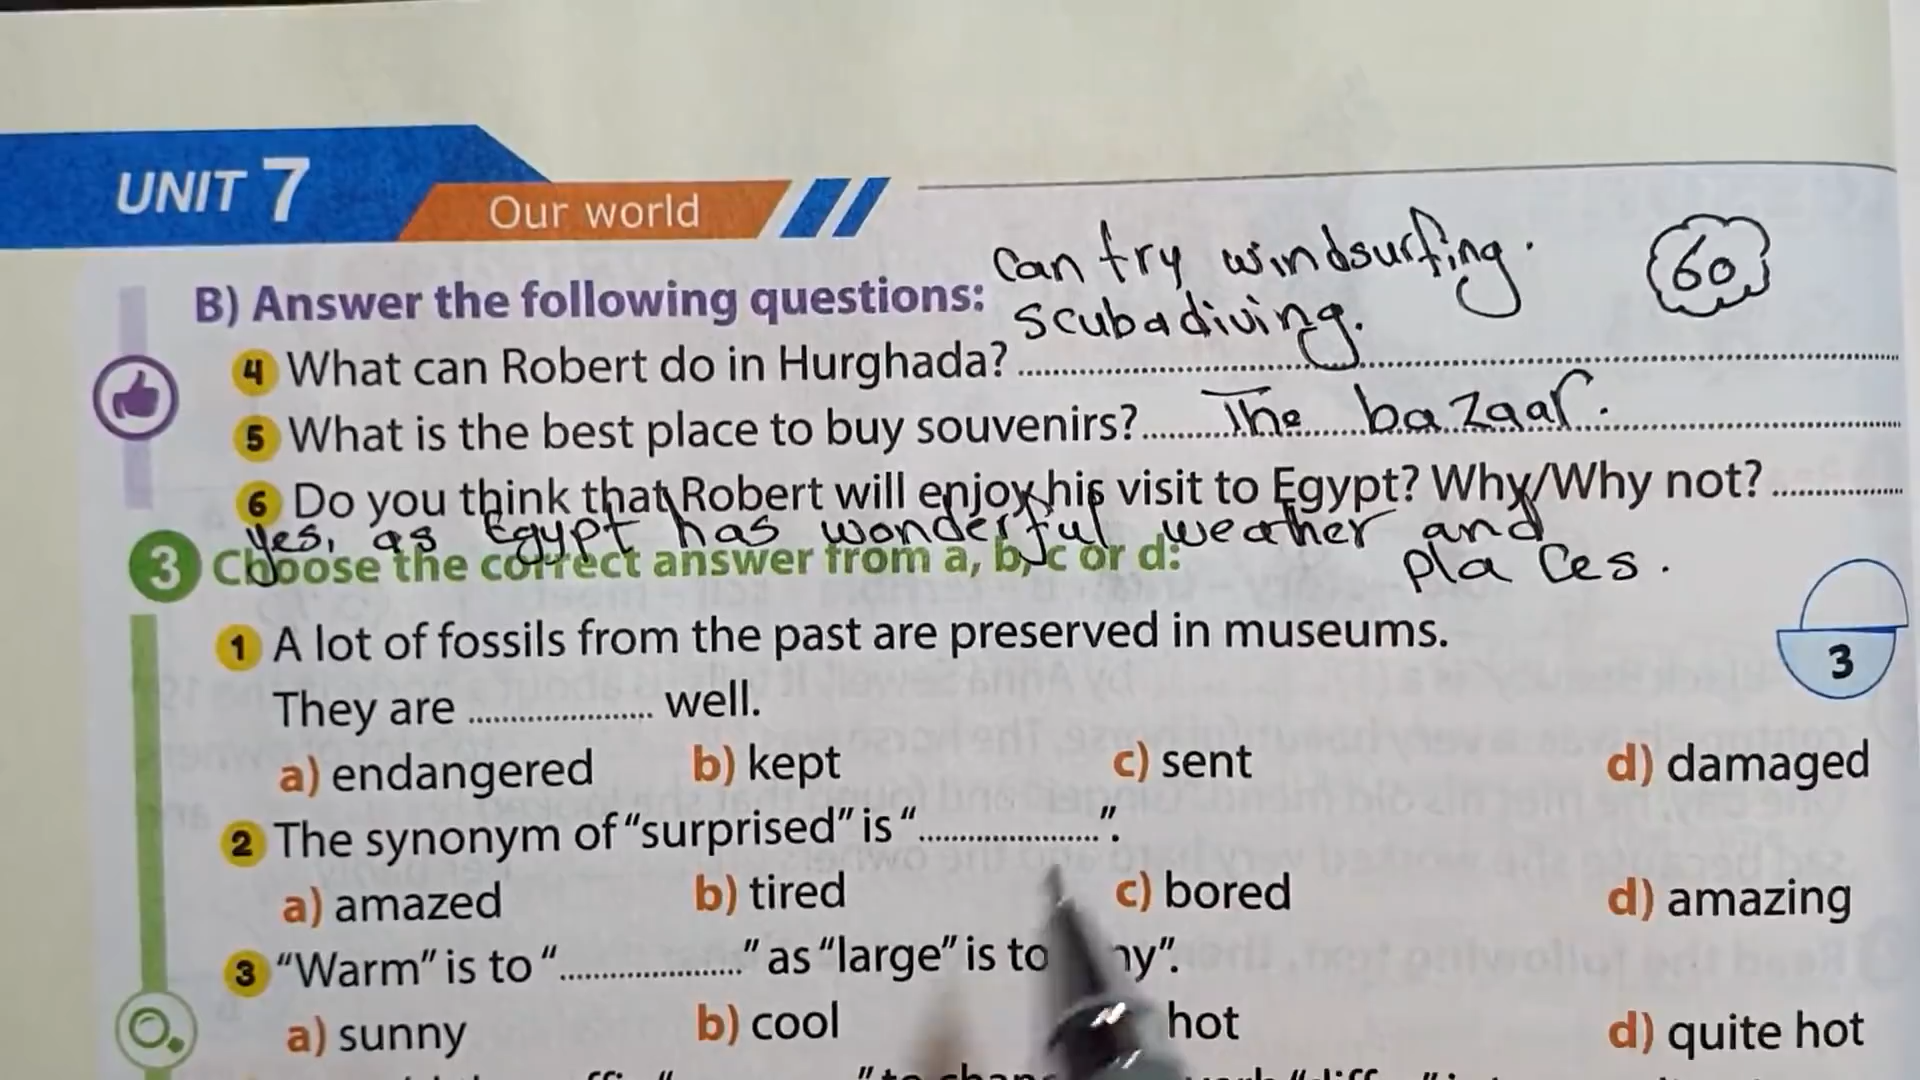 UNIT 7
Our world
can try windsurfing.
60
B) Answer the following questions:
scubadiving.
4 What can Robert do in Hurghada? ....................
5 What is the best place to buy souvenirs? .......... The bazaar. ..........
6 Do you think that Robert will enjoy his visit to Egypt? Why/Why not? ..........
yes, as Egypt has wonderful weather and
places.
3 Choose the correct answer from a, b, c or d:
1 A lot of fossils from the past are preserved in museums.
They are .................... well.
3
a) endangered b) kept c) sent d) damaged
2 The synonym of “surprised” is “....................”.
a) amazed b) tired c) bored d) amazing
3 “Warm” is to “....................” as “large” is to
a) sunny b) cool hot d) quite hot